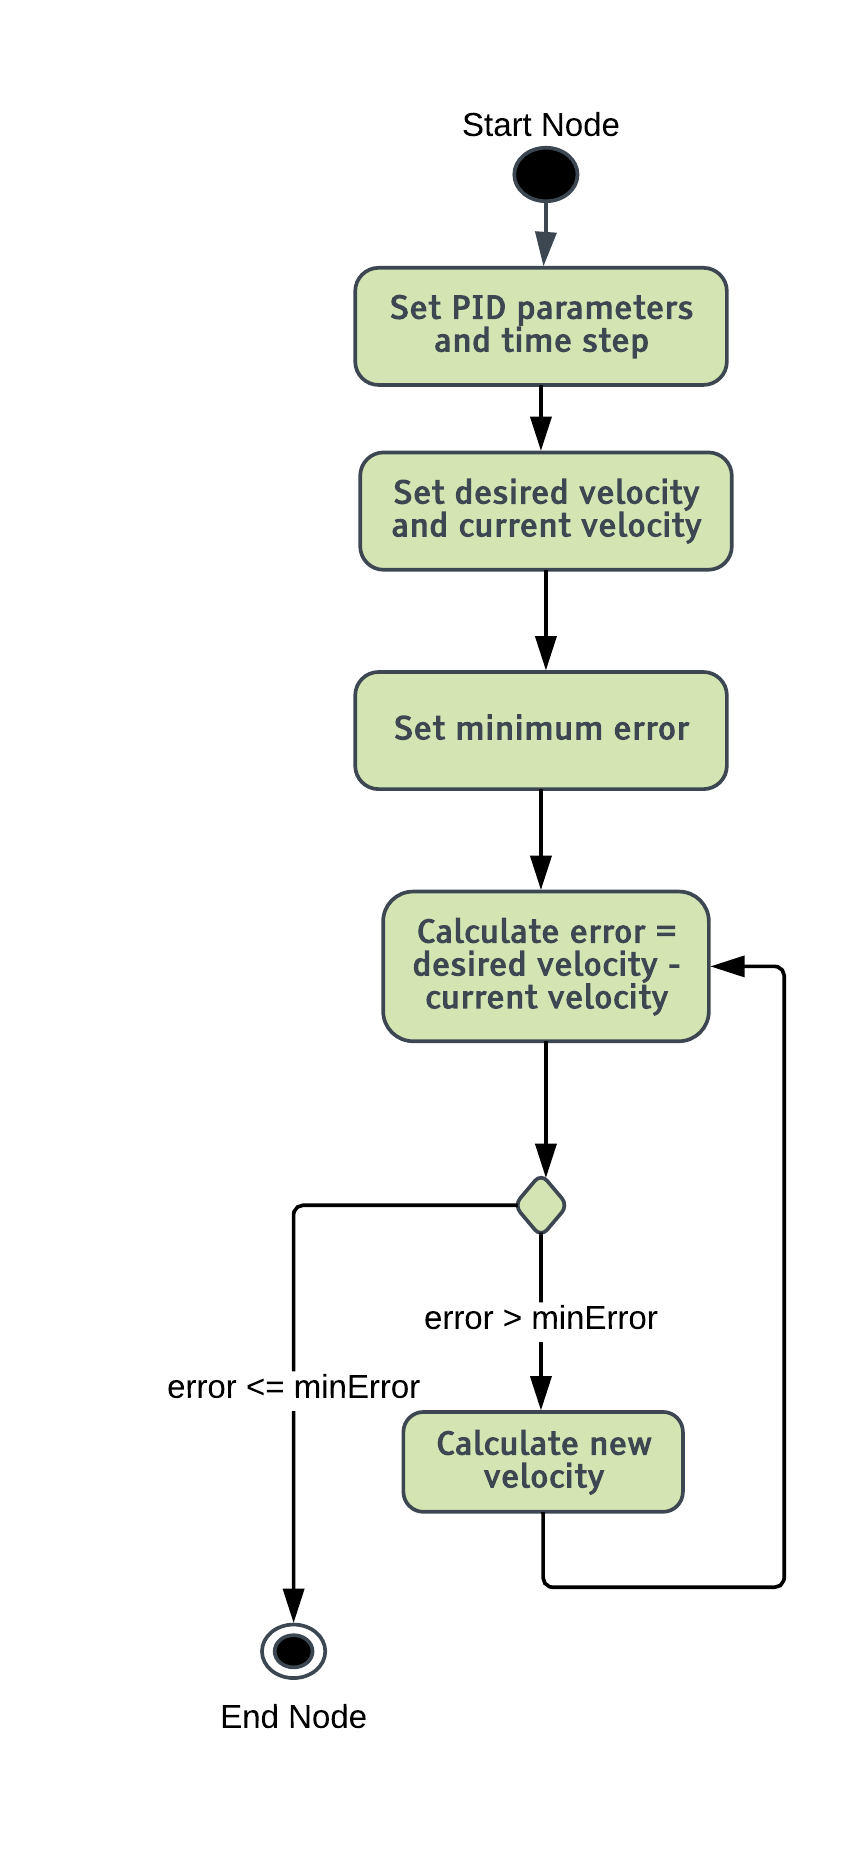 Start Node
Set PID parameters
and time step
Set desired velocity
and current velocity
Set minimum error
Calculate error =
desired velocity -
current velocity
error > minError
error <= minError
Calculate new
velocity
End Node